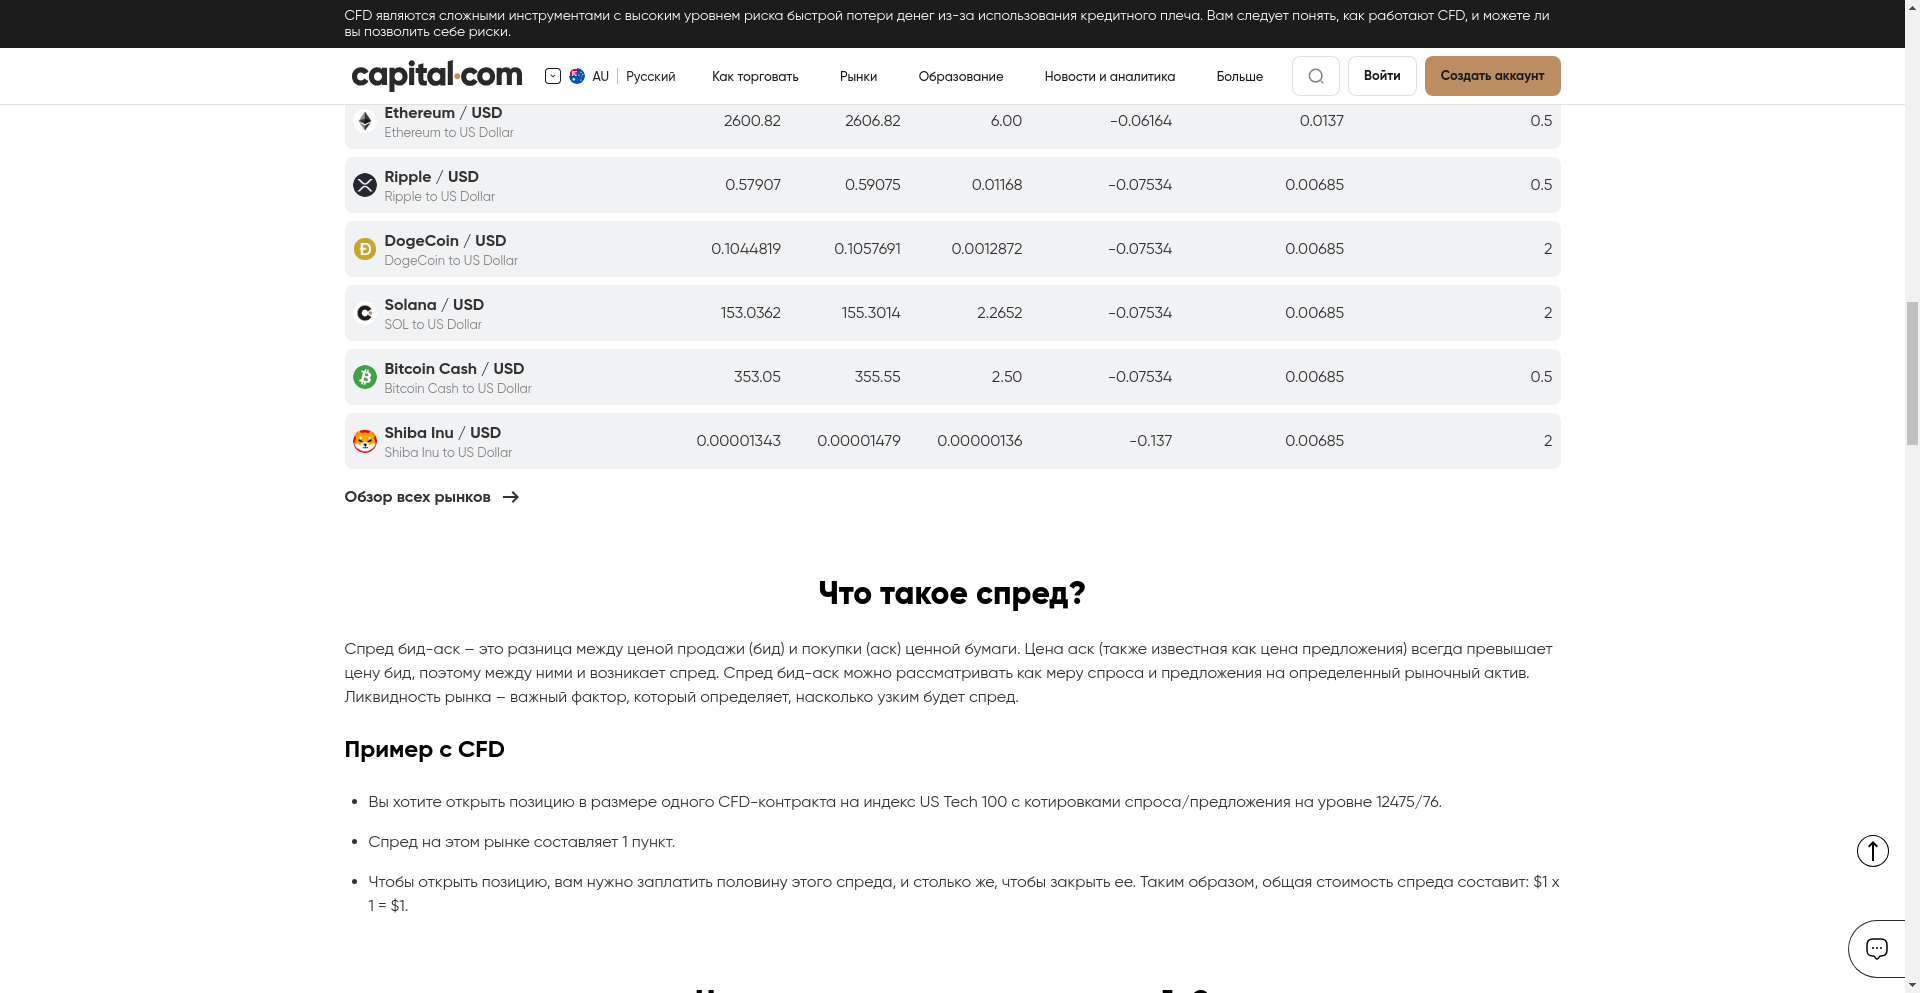 CFD являются сложными инструментами с высоким уровнем риска быстрой потери денег из-за использования кредитного плеча. Вам следует понять, как работают CFD, и можете ли
вы позволить себе риски.
capital.com AU Русский Как торговать Рынки Образование Новости и аналитика Больше Войти Создать аккаунт
Ethereum / USD 2600.82 2606.82 6.00 -0.06164 0.0137 0.5
Ethereum to US Dollar
Ripple / USD 0.57907 0.59075 0.01168 -0.07534 0.00685 0.5
Ripple to US Dollar
DogeCoin / USD 0.1044819 0.1057691 0.0012872 -0.07534 0.00685 2
DogeCoin to US Dollar
Solana / USD 153.0362 155.3014 2.2652 -0.07534 0.00685 2
SOL to US Dollar
Bitcoin Cash / USD 353.05 355.55 2.50 -0.07534 0.00685 0.5
Bitcoin Cash to US Dollar
Shiba Inu / USD 0.00001343 0.00001479 0.00000136 -0.137 0.00685 2
Shiba Inu to US Dollar
Обзор всех рынков
Что такое спред?
Спред бид-аск – это разница между ценой продажи (бид) и покупки (аск) ценной бумаги. Цена аск (также известная как цена предложения) всегда превышает
цену бид, поэтому между ними и возникает спред. Спред бид-аск можно рассматривать как меру спроса и предложения на определенный рыночный актив.
Ликвидность рынка – важный фактор, который определяет, насколько узким будет спред.
Пример с CFD
• Вы хотите открыть позицию в размере одного CFD-контракта на индекс US Tech 100 с котировками спроса/предложения на уровне 12475/76.
• Спред на этом рынке составляет 1 пункт.
• Чтобы открыть позицию, вам нужно заплатить половину этого спреда, и столько же, чтобы закрыть ее. Таким образом, общая стоимость спреда составит: $1 x
1 = $1.